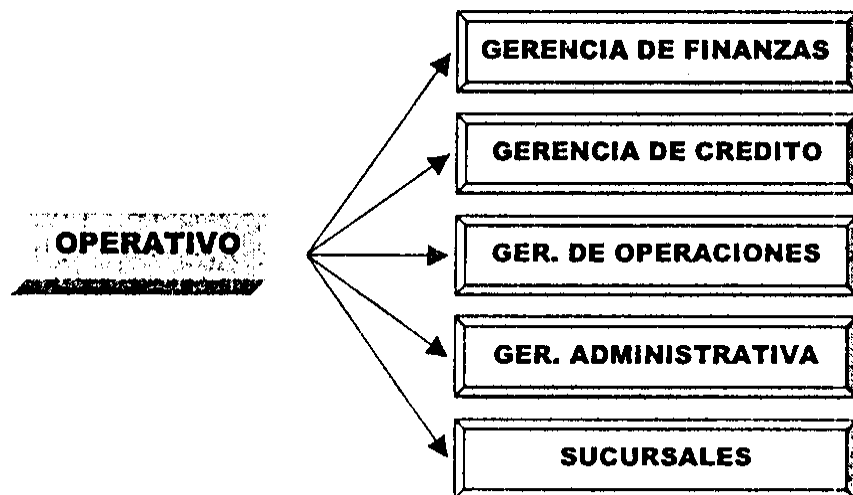 GERENCIA DE FINANZAS
GERENCIA DE CREDITO
OPERATIVO
GER. DE OPERACIONES
GER. ADMINISTRATIVA
SUCURSALES